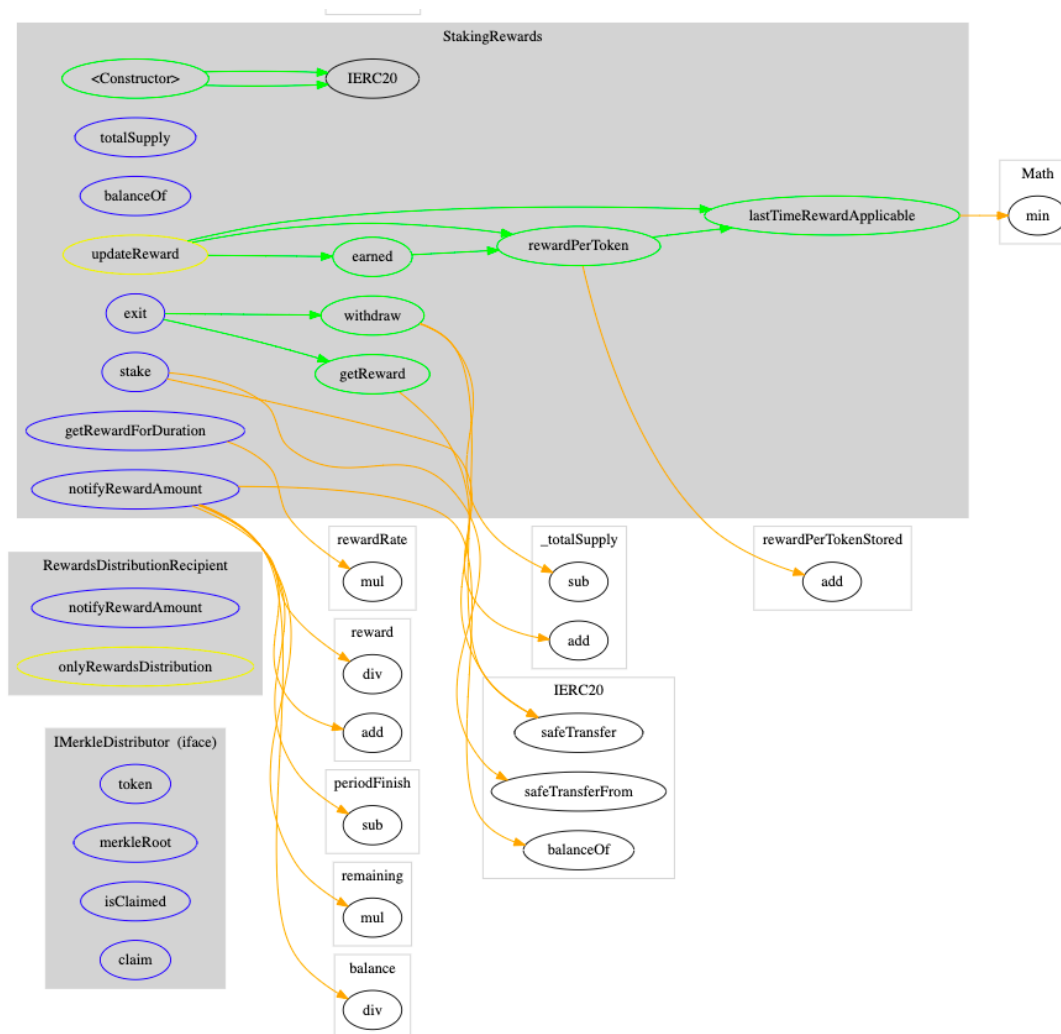 StakingRewards
<Constructor>
IERC20
totalSupply
balanceOf
updateReward
earned
rewardPerToken
lastTimeRewardApplicable
Math
min
exit
withdraw
stake
getReward
getRewardForDuration
notifyRewardAmount
RewardsDistributionRecipient
notifyRewardAmount
onlyRewardsDistribution
IMerkleDistributor (iface)
token
merkleRoot
isClaimed
claim
rewardRate
mul
reward
div
add
periodFinish
sub
remaining
mul
balance
div
_totalSupply
sub
add
IERC20
safeTransfer
safeTransferFrom
balanceOf
rewardPerTokenStored
add